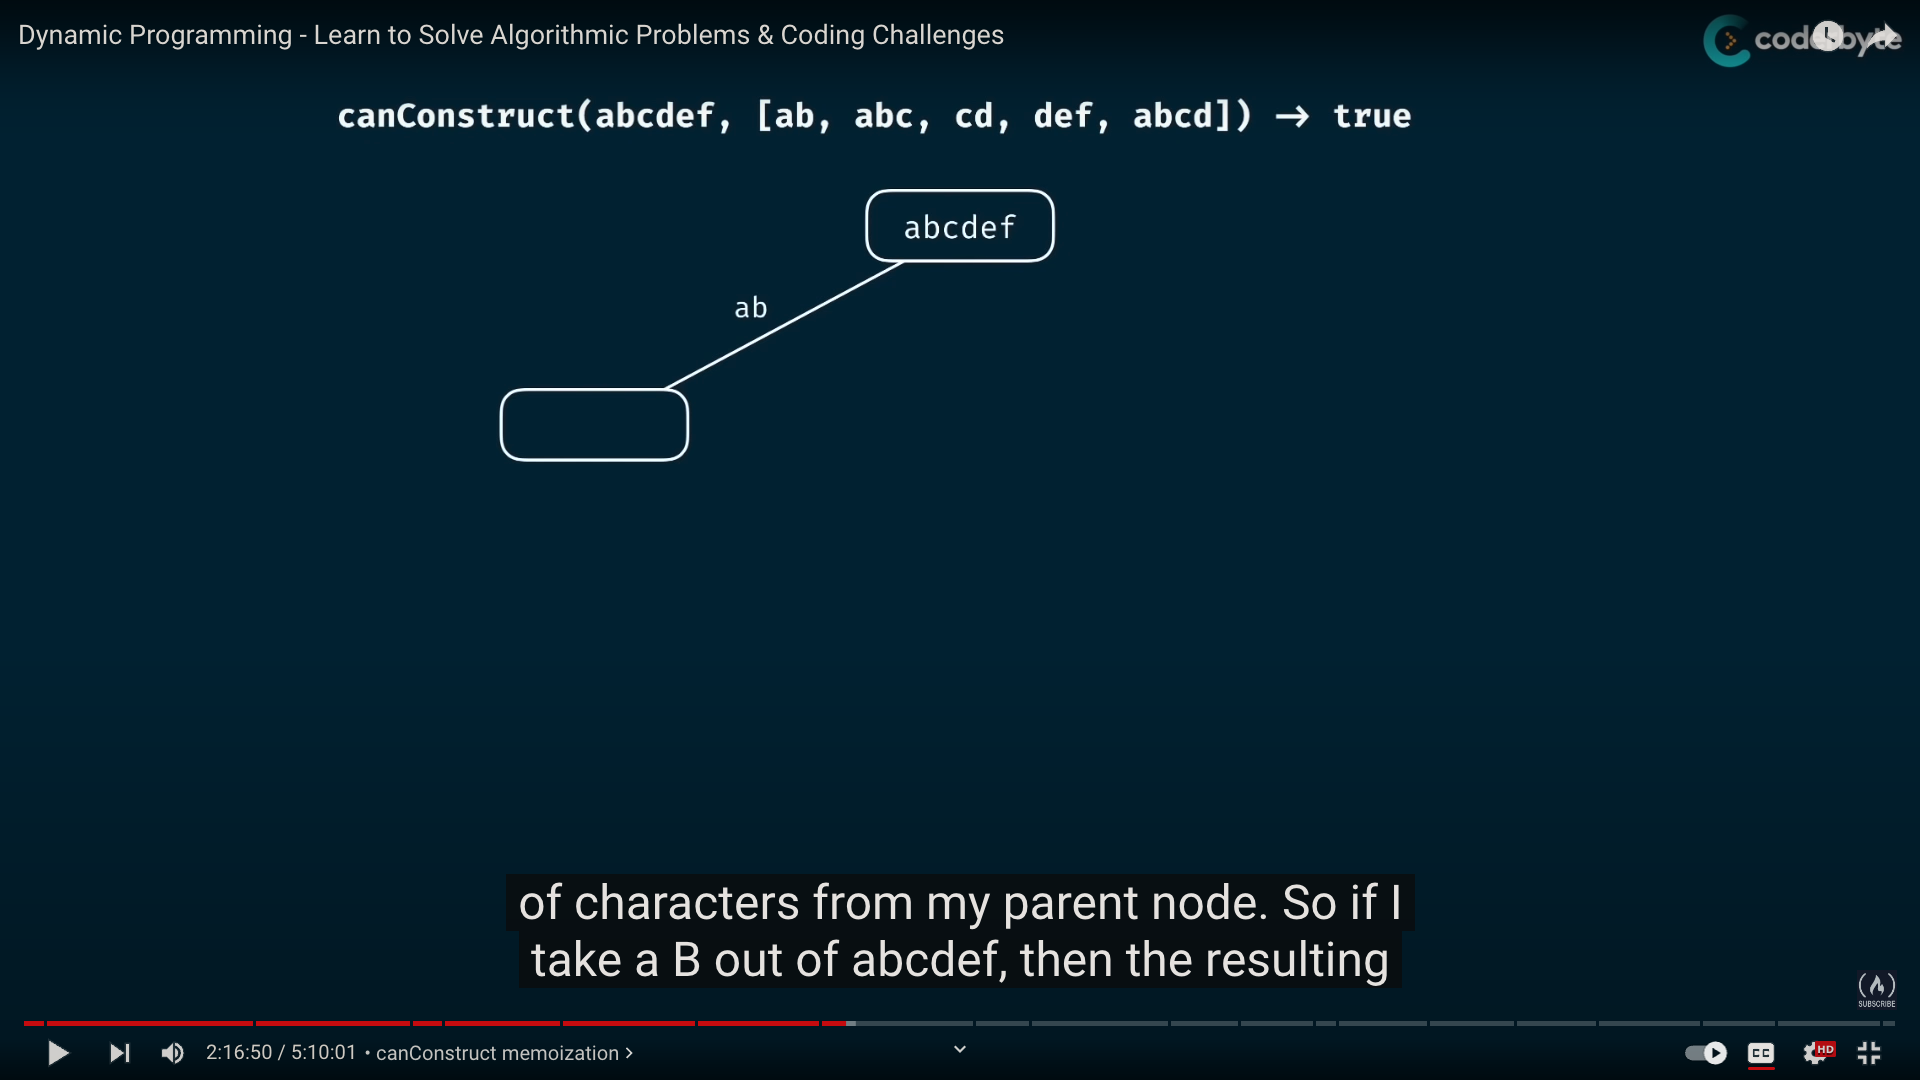 Dynamic Programming - Learn to Solve Algorithmic Problems & Coding Challenges
coderbyte
canConstruct(abcdef, [ab, abc, cd, def, abcd]) → true
abcdef
ab
of characters from my parent node. So if I
take a B out of abcdef, then the resulting
SUBSCRIBE
2:16:50 / 5:10:01 • canConstruct memoization >
CC
HD